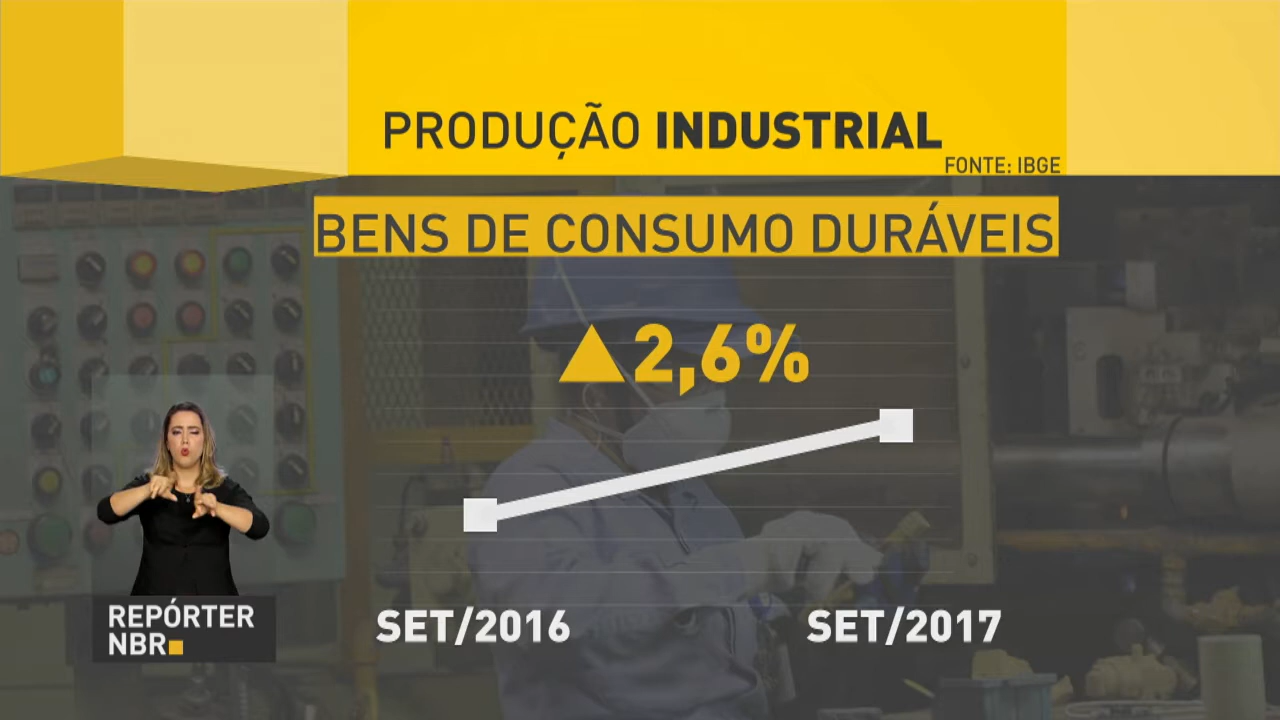 PRODUÇÃO INDUSTRIAL
FONTE: IBGE
BENS DE CONSUMO DURÁVEIS
▲2,6%
SET/2016 SET/2017
REPÓRTER
NBR